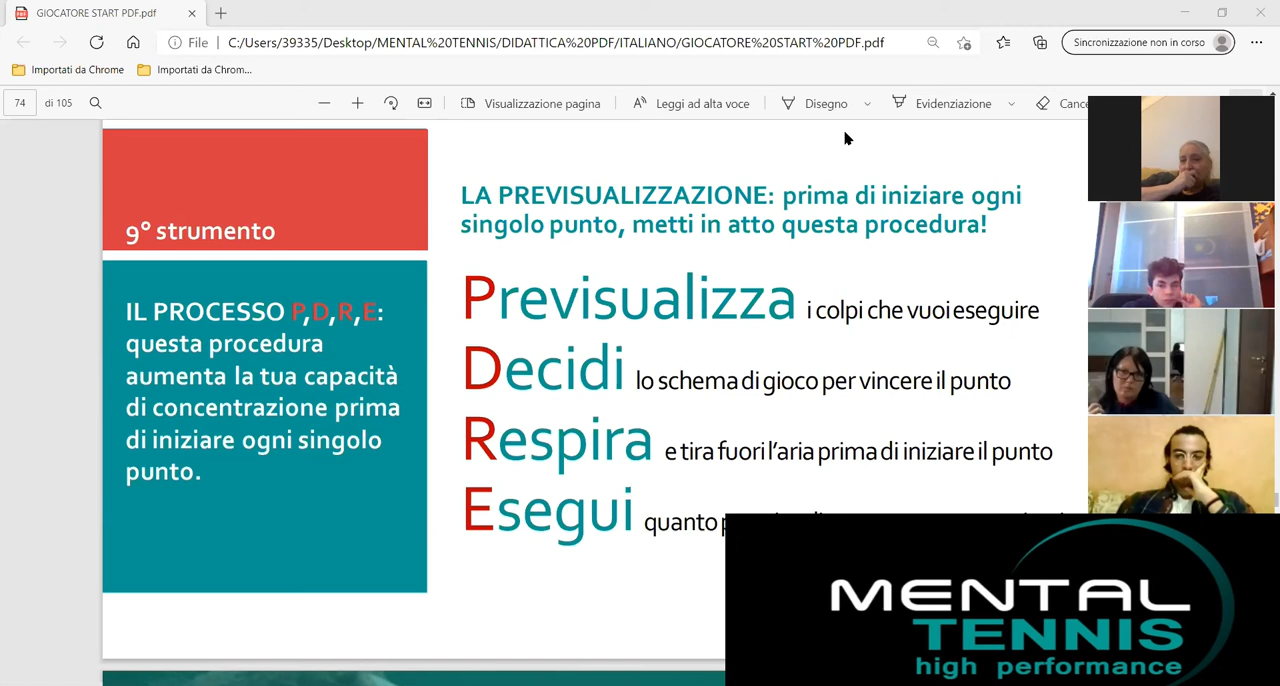 GIOCATORE START PDF.pdf
File
C:/Users/39335/Desktop/MENTAL%20TENNIS/DIDATTICA%20PDF/ITALIANO/GIOCATORE%20START%20PDF.pdf
Sincronizzazione non in corso
Importati da Chrome
Importati da Chrom...
74 di 105
Visualizzazione pagina
Leggi ad alta voce
Disegno
Evidenziazione
9° strumento
IL PROCESSO P,D,R,E:
questa procedura
aumenta la tua capacità
di concentrazione prima
di iniziare ogni singolo
punto.
LA PREVISUALIZZAZIONE: prima di iniziare ogni
singolo punto, metti in atto questa procedura!
Previsualizza i colpi che vuoi eseguire
Decidi lo schema di gioco per vincere il punto
Respira e tira fuori l'aria prima di iniziare il punto
Esegui quanto
MENTAL
TENNIS
high performance